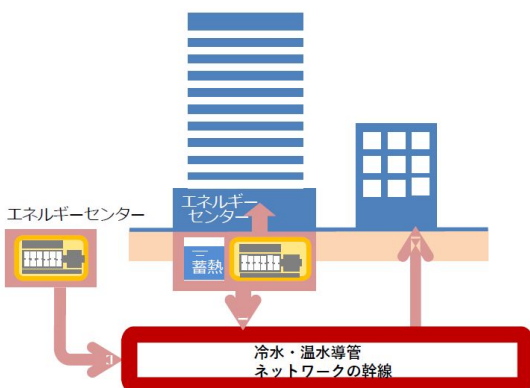 エネルギー
センター
エネルギーセンター
蓄熱
冷水・温水導管
ネットワークの幹線